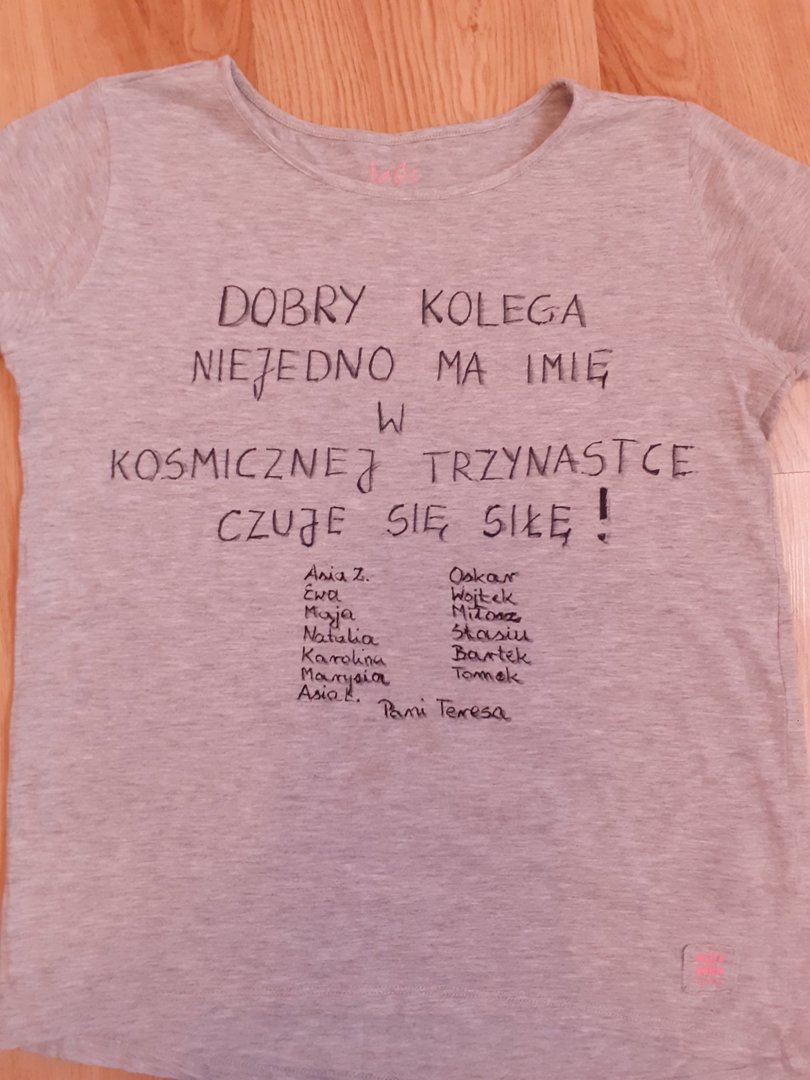 DOBRY KOLEGA
NIEJEDNO MA IMIĘ
W
KOSMICZNEJ TRZYNASTCE
CZUJE SIĘ SIŁĘ!
Asia Z.
Ewa
Maja
Natalia
Karolina
Marysia
Asia Ł.
Oskar
Wojtek
Miłosz
Stasiu
Bartek
Tomek
Pani Teresa